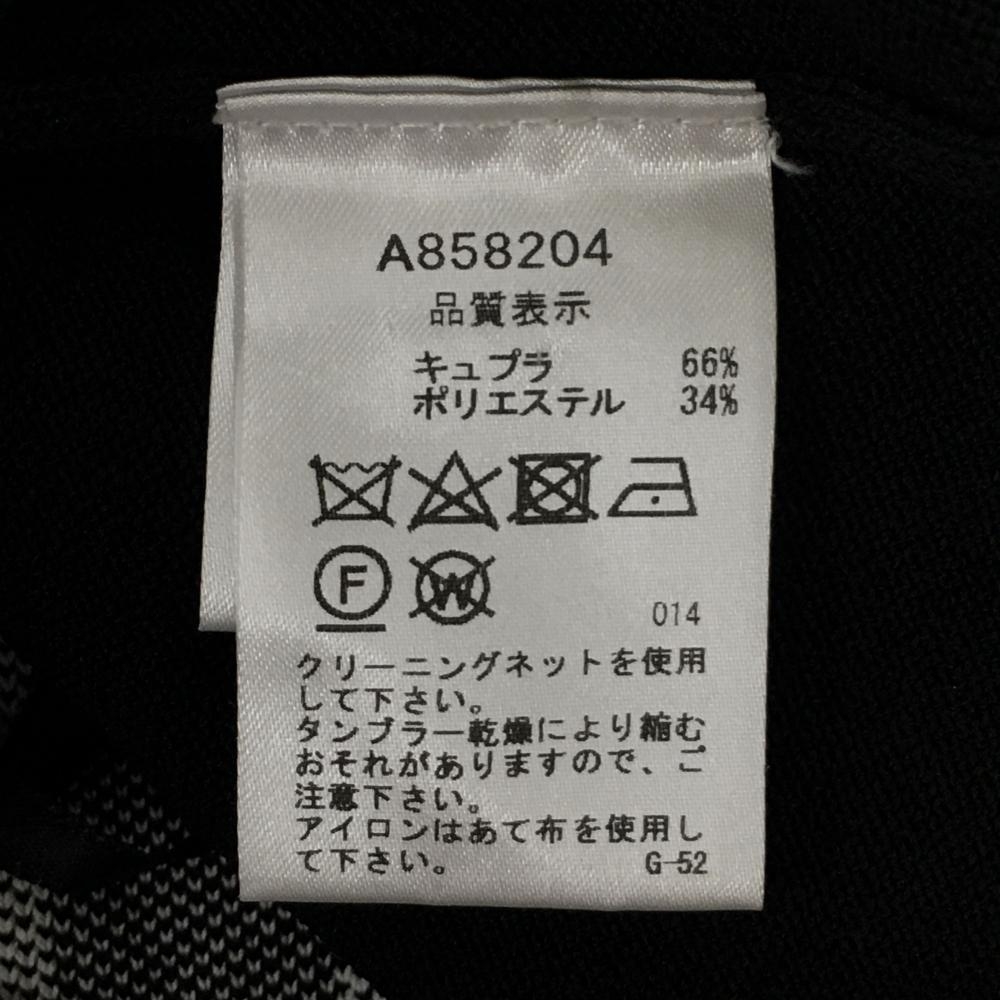 A858204
品質表示
キュプラ 66%
ポリエステル 34%
F W
014
クリーニングネットを使用
して下さい。
タンブラー乾燥により縮む
おそれがありますので、ご
注意下さい。
アイロンはあて布を使用し
て下さい。 G-52